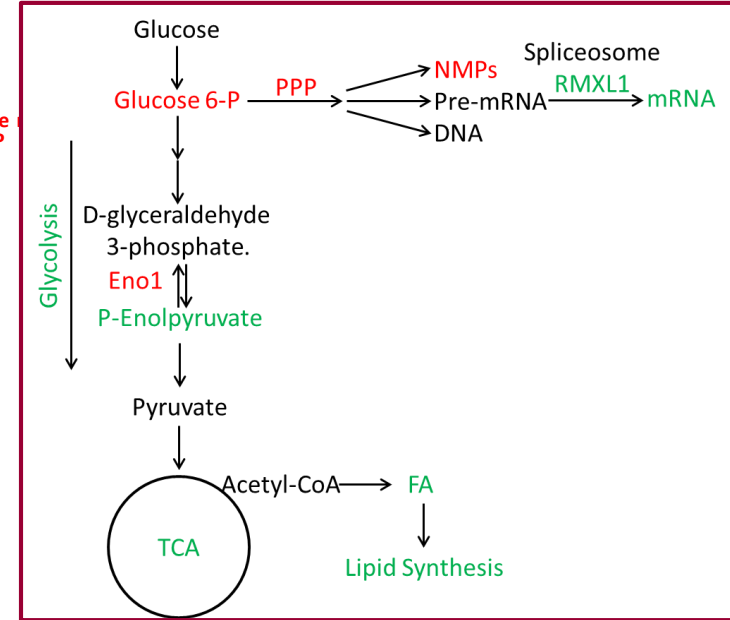 Glucose
Spliceosome
NMPs
PPP
RMXL1
Glucose 6-P
Pre-mRNA
mRNA
DNA
Glycolysis
D-glyceraldehyde
3-phosphate.
Eno1
P-Enolpyruvate
Pyruvate
Acetyl-CoA
FA
TCA
Lipid Synthesis